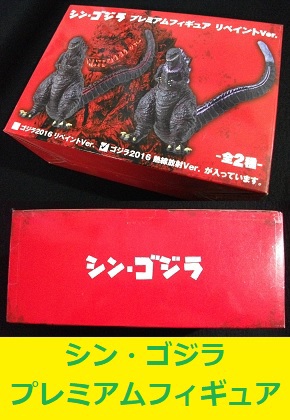 シン・ゴジラ プレミアムフィギュア リペイントVer.
-全2種-
ゴジラ2016 リペイントVer. ゴジラ2016 熱線放射Ver. が入っています。
シン・ゴジラ
シン・ゴジラ
プレミアムフィギュア